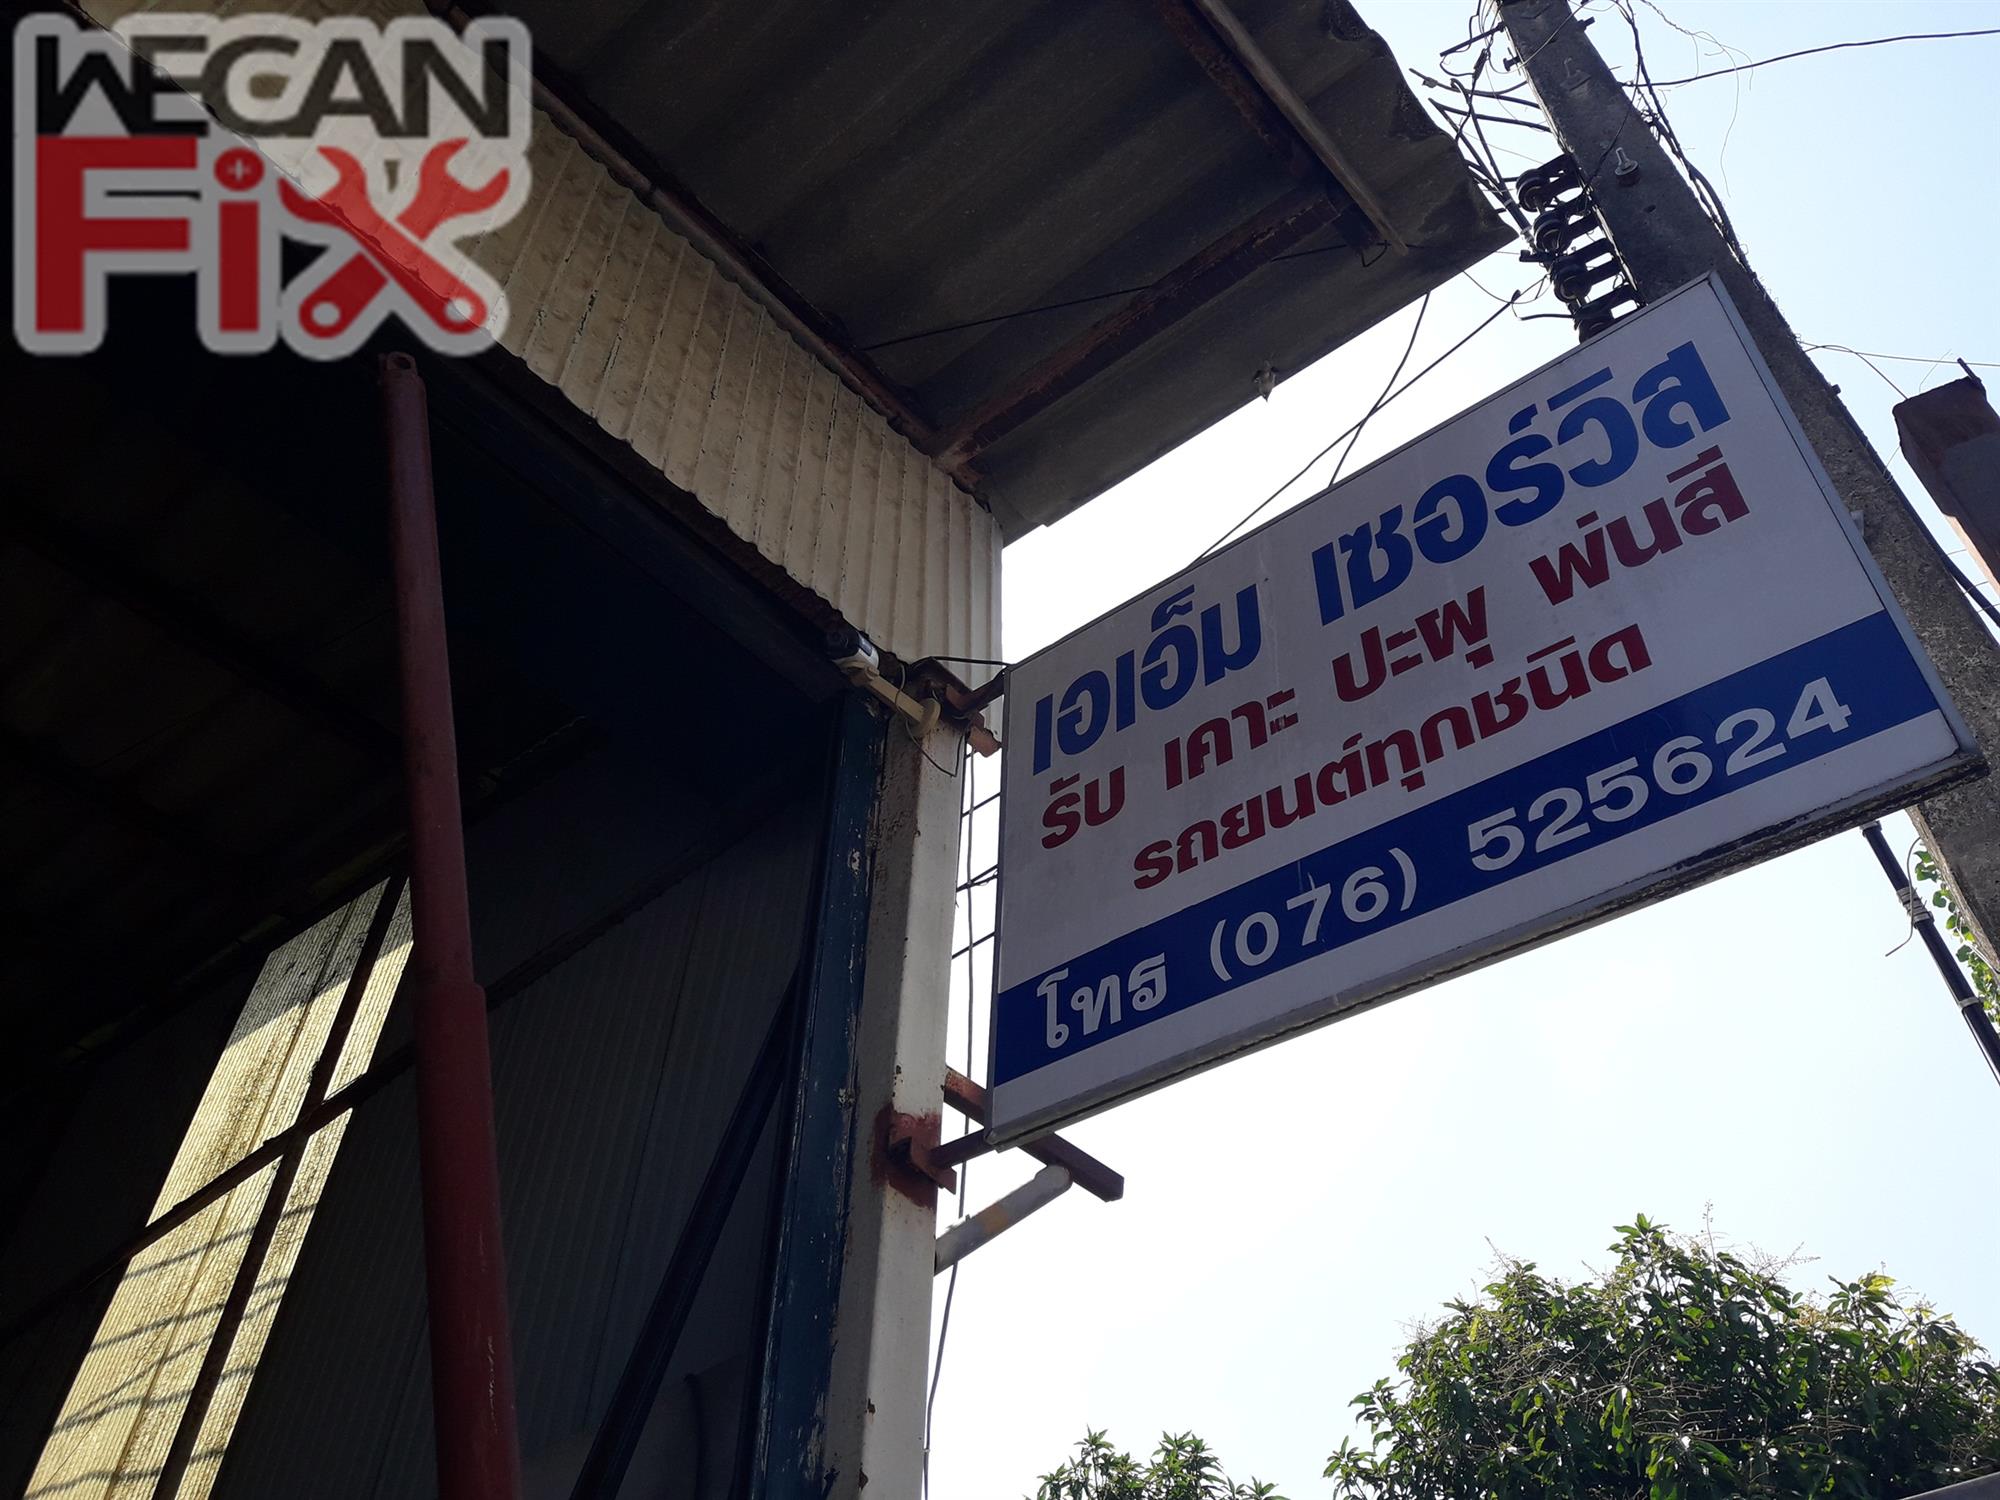 WECAN
Fix
เอเอ็ม เซอร์วิส
รับ เคาะ ปะผุ พ่นสี
รถยนต์ทุกชนิด
โทร (076) 525624